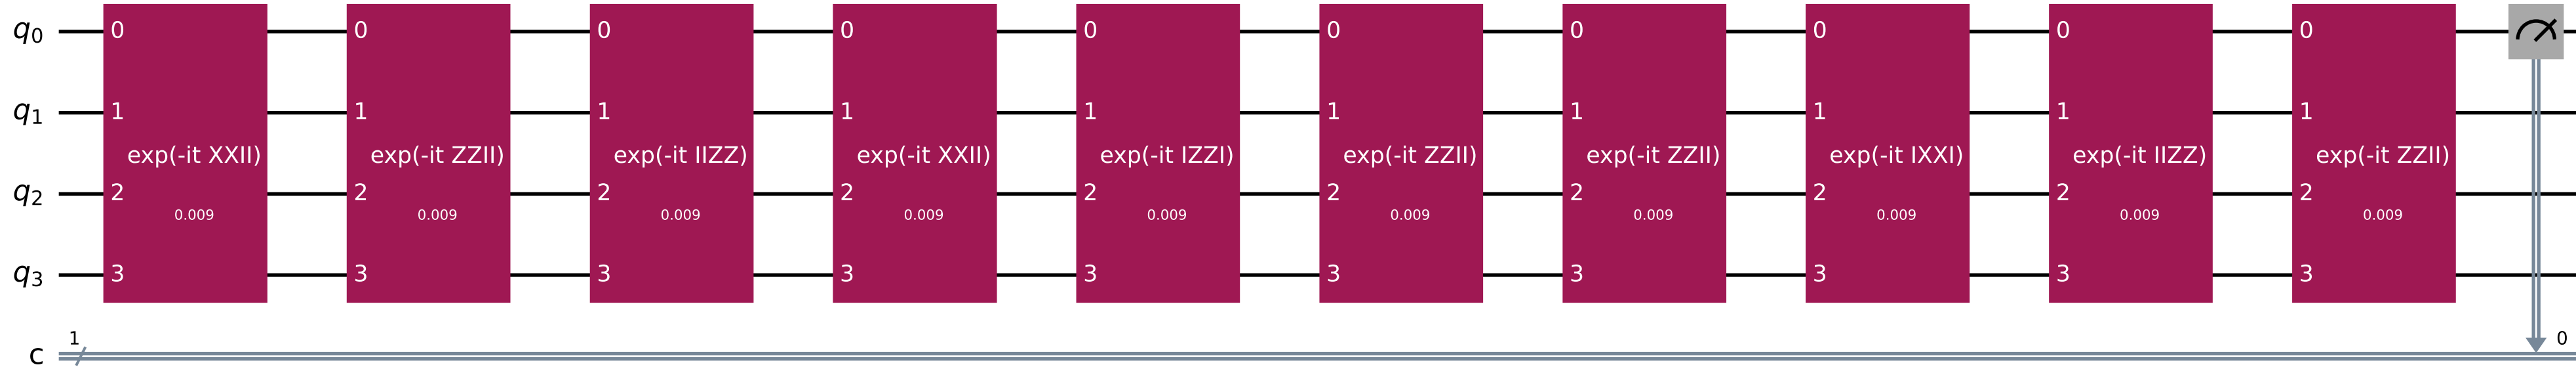 q0 0 0 0 0 0 0 0 0 0 0
q1 1 1 1 1 1 1 1 1 1 1
exp(-it XXII) exp(-it ZZII) exp(-it IIZZ) exp(-it XXII) exp(-it IZZI) exp(-it ZZII) exp(-it ZZII) exp(-it IXXI) exp(-it IIZZ) exp(-it ZZII)
q2 2 2 2 2 2 2 2 2 2 2
0.009 0.009 0.009 0.009 0.009 0.009 0.009 0.009 0.009 0.009
q3 3 3 3 3 3 3 3 3 3 3
1 0
c